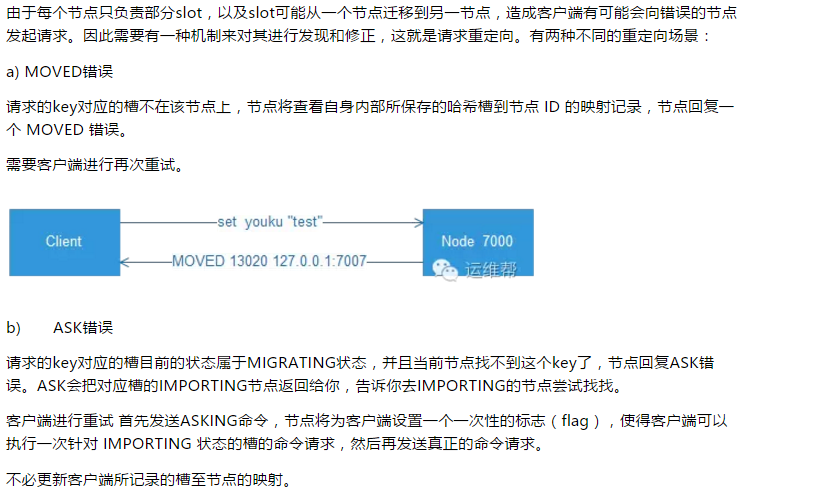 由于每个节点只负责部分slot，以及slot可能从一个节点迁移到另一节点，造成客户端有可能会向错误的节点
发起请求。因此需要有一种机制来对其进行发现和修正，这就是请求重定向。有两种不同的重定向场景：
a) MOVED错误
请求的key对应的槽不在该节点上，节点将查看自身内部所保存的哈希槽到节点 ID 的映射记录，节点回复一
个 MOVED 错误。
需要客户端进行再次重试。
set youku "test"
Client
Node 7000
MOVED 13020 127.0.0.1:7007
运维帮
b) ASK错误
请求的key对应的槽目前的状态属于MIGRATING状态，并且当前节点找不到这个key了，节点回复ASK错
误。ASK会把对应槽的IMPORTING节点返回给你，告诉你去IMPORTING的节点尝试找找。
客户端进行重试 首先发送ASKING命令，节点将为客户端设置一个一次性的标志（flag），使得客户端可以
执行一次针对 IMPORTING 状态的槽的命令请求，然后再发送真正的命令请求。
不必更新客户端所记录的槽至节点的映射。